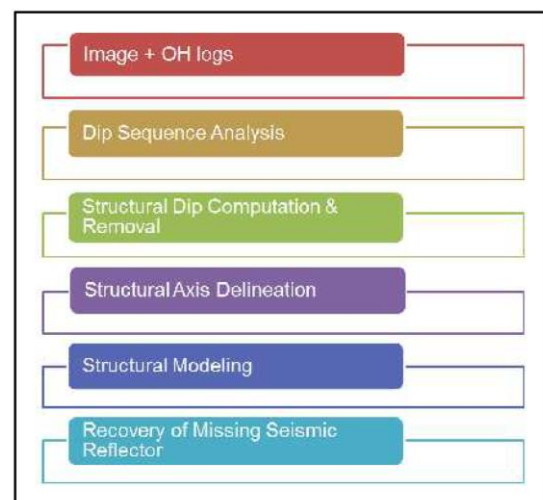 Image + OH logs
Dip Sequence Analysis
Structural Dip Computation &
Removal
Structural Axis Delineation
Structural Modeling
Recovery of Missing Seismic
Reflector